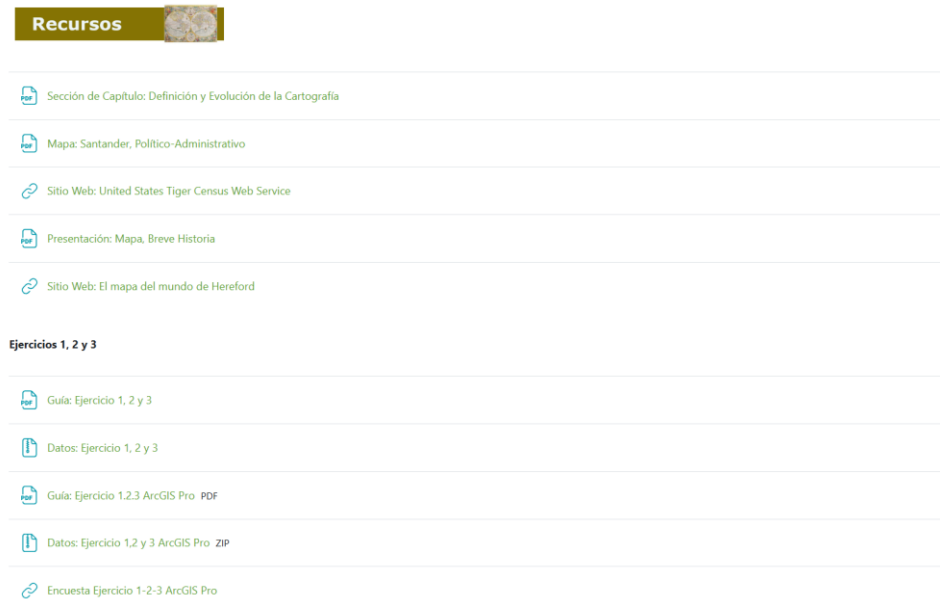 Recursos
Sección de Capítulo: Definición y Evolución de la Cartografía
Mapa: Santander, Político-Administrativo
Sitio Web: United States Tiger Census Web Service
Presentación: Mapa, Breve Historia
Sitio Web: El mapa del mundo de Hereford
Ejercicios 1, 2 y 3
Guía: Ejercicio 1, 2 y 3
Datos: Ejercicio 1, 2 y 3
Guía: Ejercicio 1.2.3 ArcGIS Pro PDF
Datos: Ejercicio 1,2 y 3 ArcGIS Pro ZIP
Encuesta Ejercicio 1-2-3 ArcGIS Pro